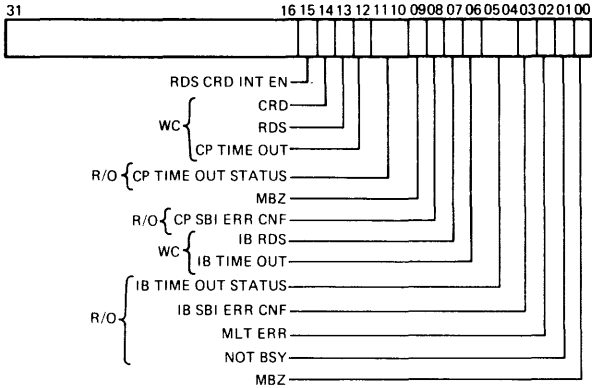 31 16 15 14 13 12 11 10 09 08 07 06 05 04 03 02 01 00
RDS CRD INT EN
CRD
WC
RDS
CP TIME OUT
R/O CP TIME OUT STATUS
MBZ
R/O CP SBI ERR CNF
IB RDS
WC
IB TIME OUT
IB TIME OUT STATUS
IB SBI ERR CNF
R/O
MLT ERR
NOT BSY
MBZ